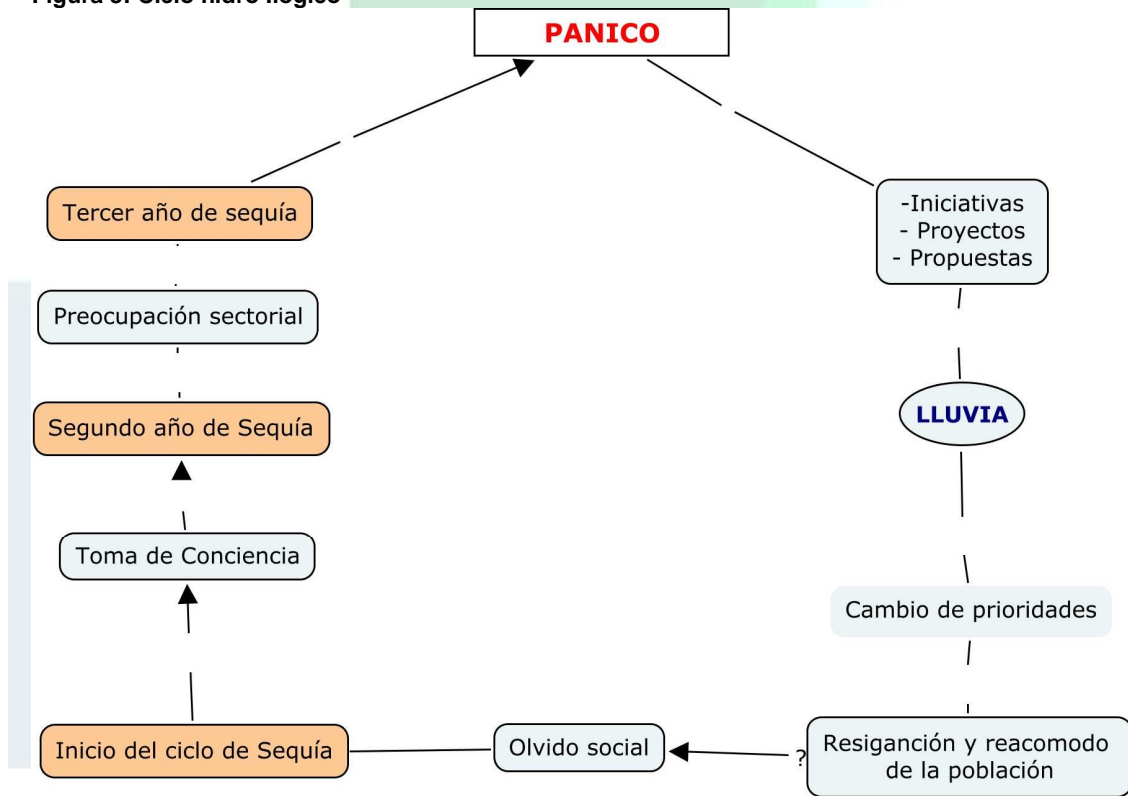 PANICO
Tercer año de sequía
-Iniciativas
- Proyectos
- Propuestas
Preocupación sectorial
Segundo año de Sequía
LLUVIA
Toma de Conciencia
Cambio de prioridades
Inicio del ciclo de Sequía
Olvido social
?
Resiganción y reacomodo
de la población